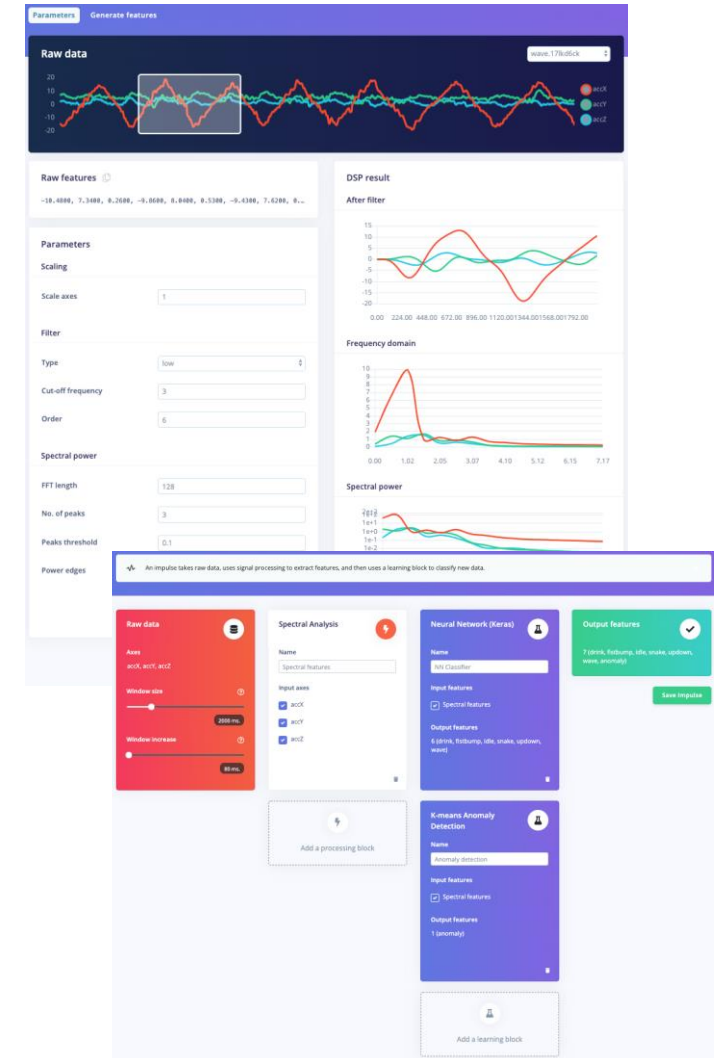 Parameters
Generate features
Raw data
wave.17lkd6ck
20
10
0
-10
-20
accX
accY
accZ
Raw features
-10.4800, 7.3400, 0.2600, -9.8600, 8.0400, 0.5300, -9.4300, 7.6200, 0.…
Parameters
Scaling
Scale axes
1
Filter
Type
low
Cut-off frequency
3
Order
6
Spectral power
FFT length
128
No. of peaks
3
Peaks threshold
0.1
Power edges
DSP result
After filter
15
10
5
0
-5
-10
-15
-20
0.00 224.00 448.00 672.00 896.00 1120.001344.001568.001792.00
Frequency domain
10
9
8
7
6
5
4
3
2
1
0
0.00 1.02 2.05 3.07 4.10 5.12 6.15 7.17
Spectral power
1e+1
1e+0
1e-1
1e-2
An impulse takes raw data, uses signal processing to extract features, and then uses a learning block to classify new data.
Raw data
Axes
accX, accY, accZ
Window size
2000 ms.
Window increase
80 ms.
Spectral Analysis
Name
Spectral features
Input axes
accX
accY
accZ
Add a processing block
Neural Network (Keras)
Name
NN Classifier
Input features
Spectral features
Output features
6 (drink, fistbump, idle, snake, updown,
wave)
K-means Anomaly
Detection
Name
Anomaly detection
Input features
Spectral features
Output features
1 (anomaly)
Add a learning block
Output features
7 (drink, fistbump, idle, snake, updown,
wave, anomaly)
Save Impulse